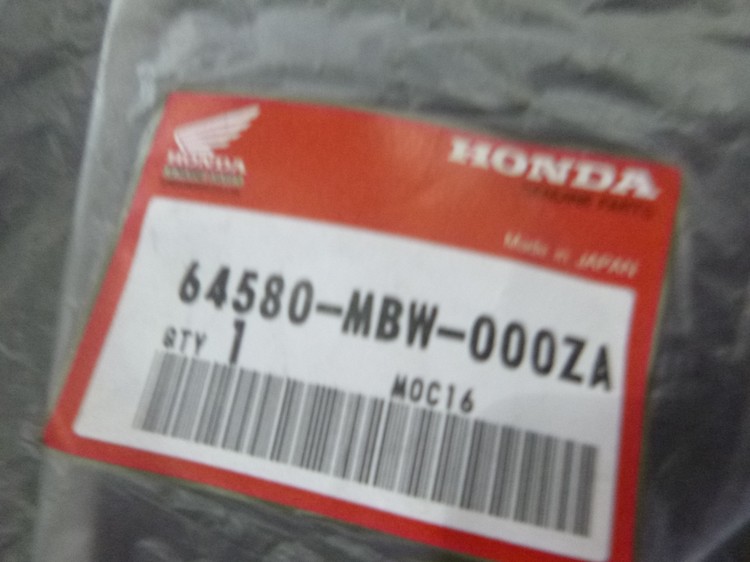 HONDA
HONDA
GENUINE PARTS
Made in JAPAN
64580-MBW-000ZA
QTY 1
MOC16